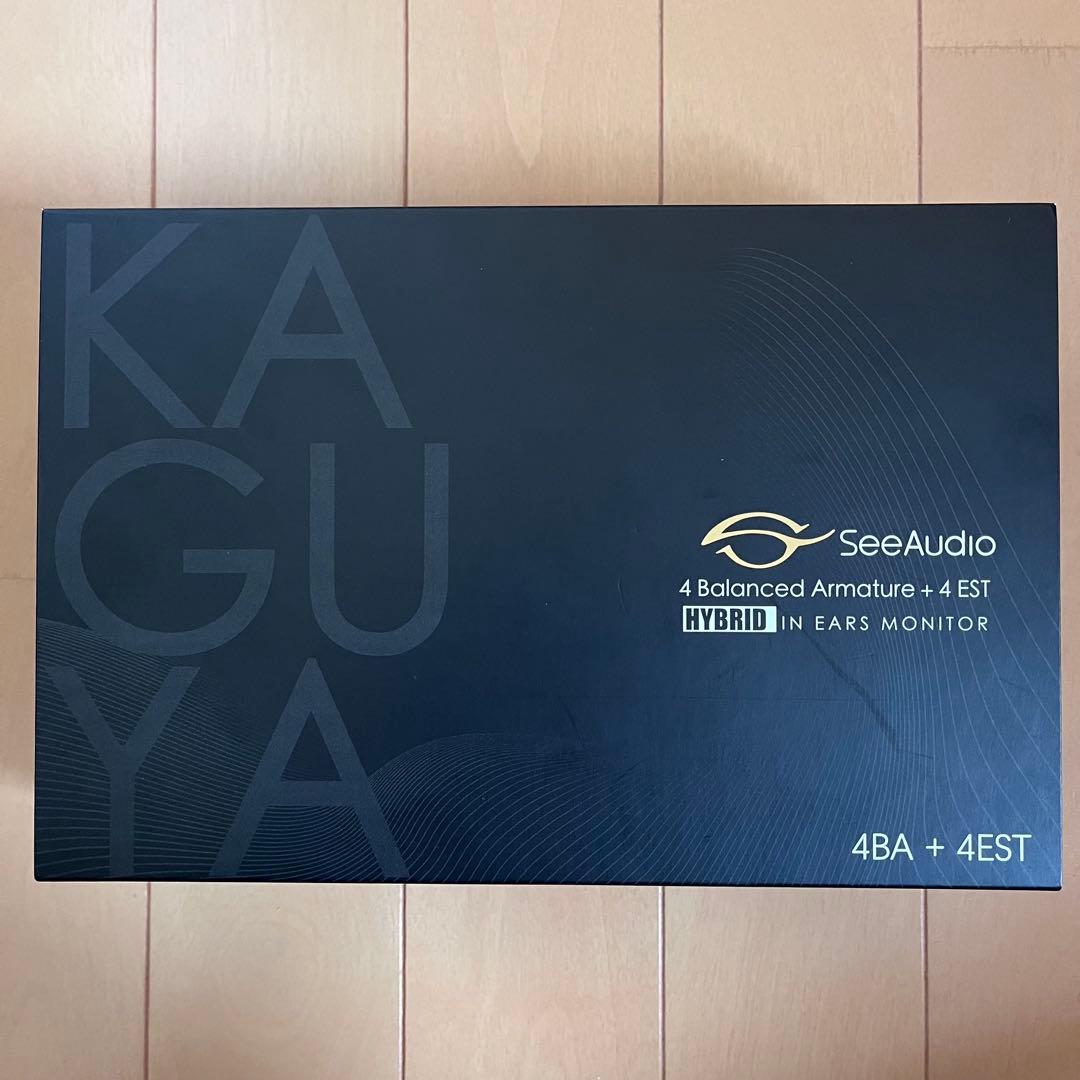 KA
GU
YA
SeeAudio
4 Balanced Armature + 4 EST
HYBRID IN EARS MONITOR
4BA + 4EST